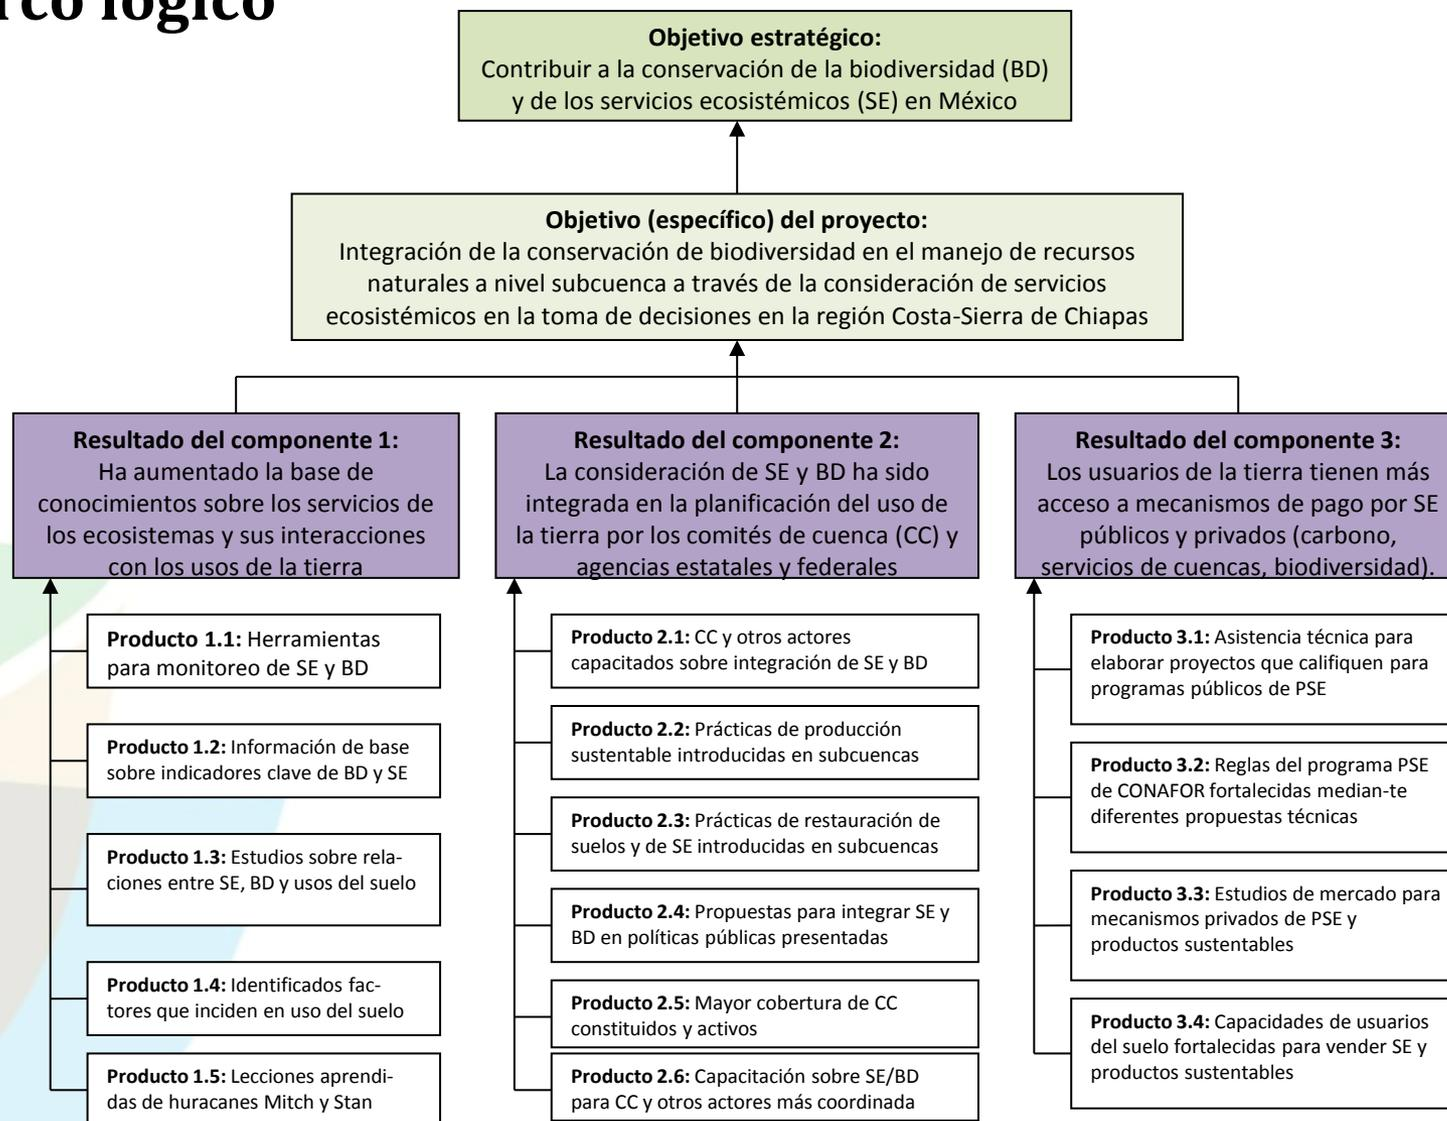 rco lógico
Objetivo estratégico:
Contribuir a la conservación de la biodiversidad (BD)
y de los servicios ecosistémicos (SE) en México
Objetivo (específico) del proyecto:
Integración de la conservación de biodiversidad en el manejo de recursos
naturales a nivel subcuenca a través de la consideración de servicios
ecosistémicos en la toma de decisiones en la región Costa-Sierra de Chiapas
Resultado del componente 1:
Ha aumentado la base de
conocimientos sobre los servicios de
los ecosistemas y sus interacciones
con los usos de la tierra
Producto 1.1: Herramientas
para monitoreo de SE y BD
Producto 1.2: Información de base
sobre indicadores clave de BD y SE
Producto 1.3: Estudios sobre rela-
ciones entre SE, BD y usos del suelo
Producto 1.4: Identificados fac-
tores que inciden en uso del suelo
Producto 1.5: Lecciones aprendi-
das de huracanes Mitch y Stan
Resultado del componente 2:
La consideración de SE y BD ha sido
integrada en la planificación del uso de
la tierra por los comités de cuenca (CC) y
agencias estatales y federales
Producto 2.1: CC y otros actores
capacitados sobre integración de SE y BD
Producto 2.2: Prácticas de producción
sustentable introducidas en subcuencas
Producto 2.3: Prácticas de restauración de
suelos y de SE introducidas en subcuencas
Producto 2.4: Propuestas para integrar SE y
BD en políticas públicas presentadas
Producto 2.5: Mayor cobertura de CC
constituidos y activos
Producto 2.6: Capacitación sobre SE/BD
para CC y otros actores más coordinada
Resultado del componente 3:
Los usuarios de la tierra tienen más
acceso a mecanismos de pago por SE
públicos y privados (carbono,
servicios de cuencas, biodiversidad).
Producto 3.1: Asistencia técnica para
elaborar proyectos que califiquen para
programas públicos de PSE
Producto 3.2: Reglas del programa PSE
de CONAFOR fortalecidas median-te
diferentes propuestas técnicas
Producto 3.3: Estudios de mercado para
mecanismos privados de PSE y
productos sustentables
Producto 3.4: Capacidades de usuarios
del suelo fortalecidas para vender SE y
productos sustentables